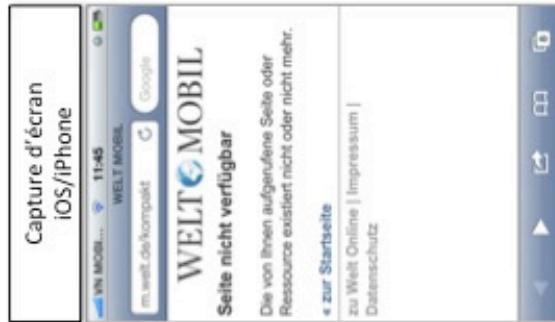 Capture d'écran
iOS/iPhone
VN MOBI... 11:45
WELT MOBIL
m.welt.de/kompakt Google
WELT MOBIL
Seite nicht verfügbar
Die von Ihnen aufgerufene Seite oder
Ressource existiert nicht oder nicht mehr.
« zur Startseite
zu Welt Online | Impressum |
Datenschutz
8